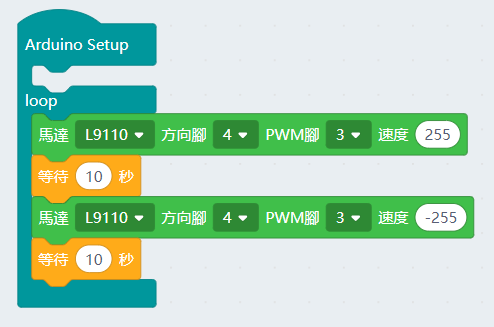 Arduino Setup
loop
馬達 L9110 方向腳 4 PWM腳 3 速度 255
等待 10 秒
馬達 L9110 方向腳 4 PWM腳 3 速度 -255
等待 10 秒